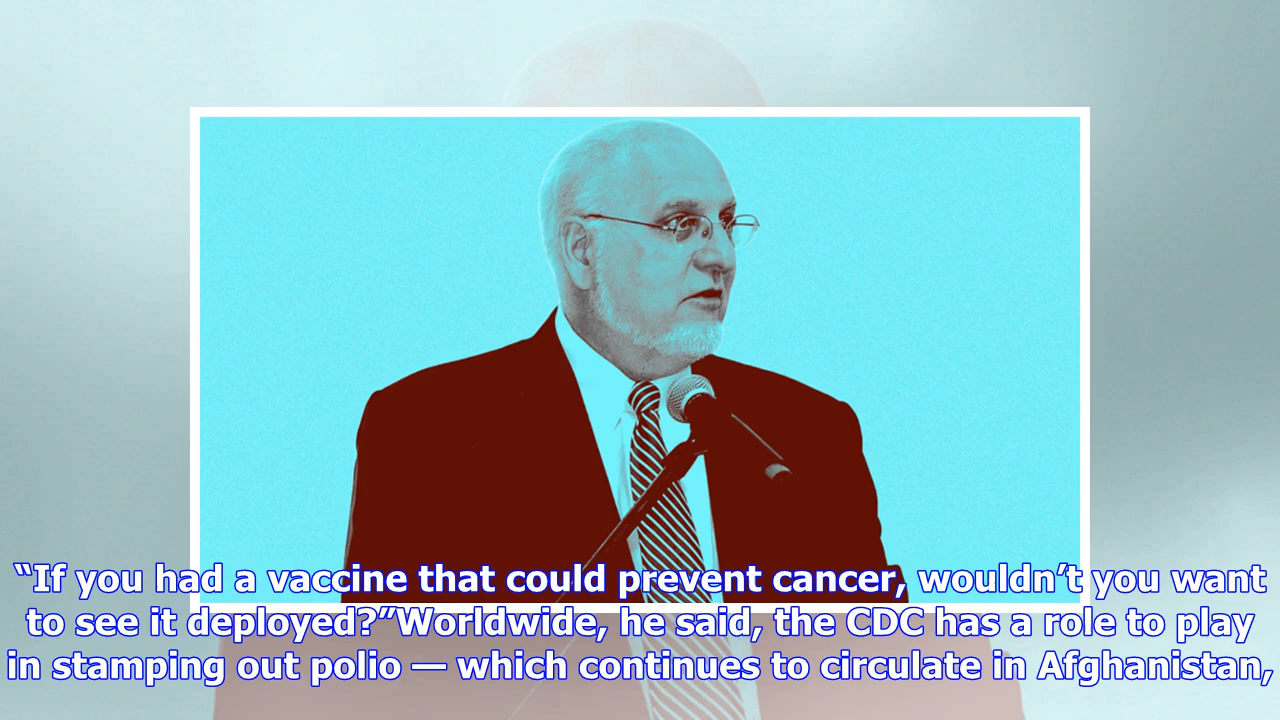 “If you had a vaccine that could prevent cancer, wouldn’t you want
to see it deployed?”Worldwide, he said, the CDC has a role to play
in stamping out polio — which continues to circulate in Afghanistan,